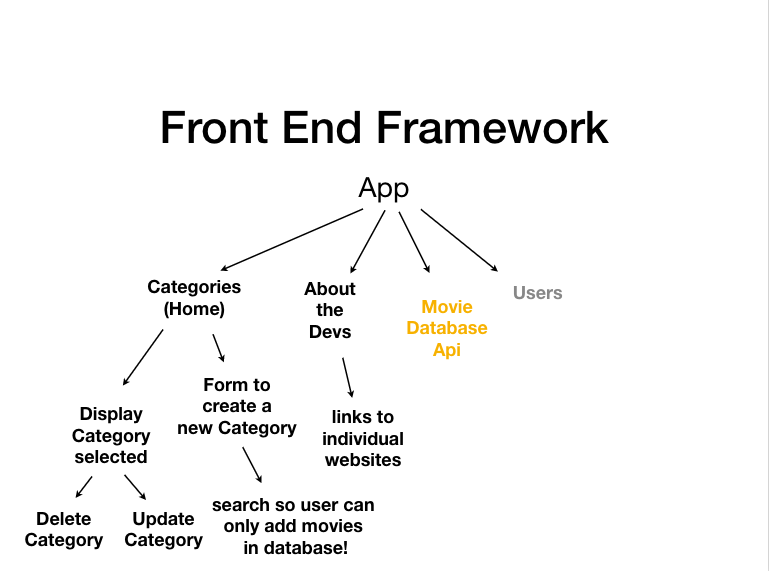 Front End Framework
App
Categories
(Home)
About
the
Devs
Movie
Database
Api
Users
Display
Category
selected
Form to
create a
new Category
links to
individual
websites
Delete
Category
Update
Category
search so user can
only add movies
in database!